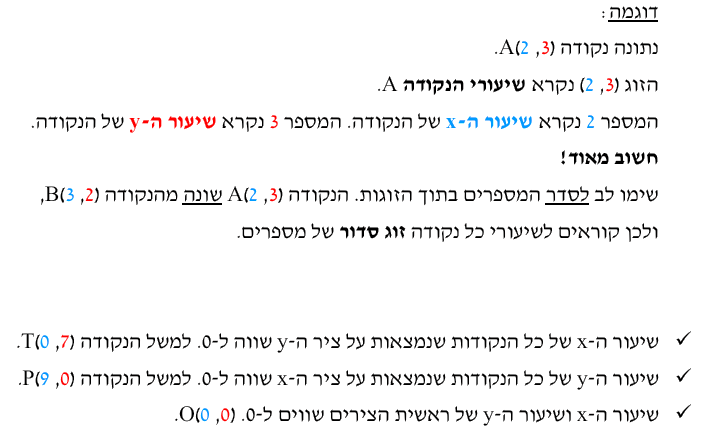 דוגמה:
נתונה נקודה A(2, 3).
הזוג (2, 3) נקרא שיעורי הנקודה A.
המספר 2 נקרא שיעור ה-x של הנקודה. המספר 3 נקרא שיעור ה-y של הנקודה.
חשוב מאוד!
שימו לב לסדר המספרים בתוך הזוגות. הנקודה A(2, 3) שונה מהנקודה B(3, 2),
ולכן קוראים לשיעורי כל נקודה זוג סדור של מספרים.
✓ שיעור ה-x של כל הנקודות שנמצאות על ציר ה-y שווה ל-0. למשל הנקודה T(0, 7).
✓ שיעור ה-y של כל הנקודות שנמצאות על ציר ה-x שווה ל-0. למשל הנקודה P(9, 0).
✓ שיעור ה-x ושיעור ה-y של ראשית הצירים שווים ל-0. O(0, 0).